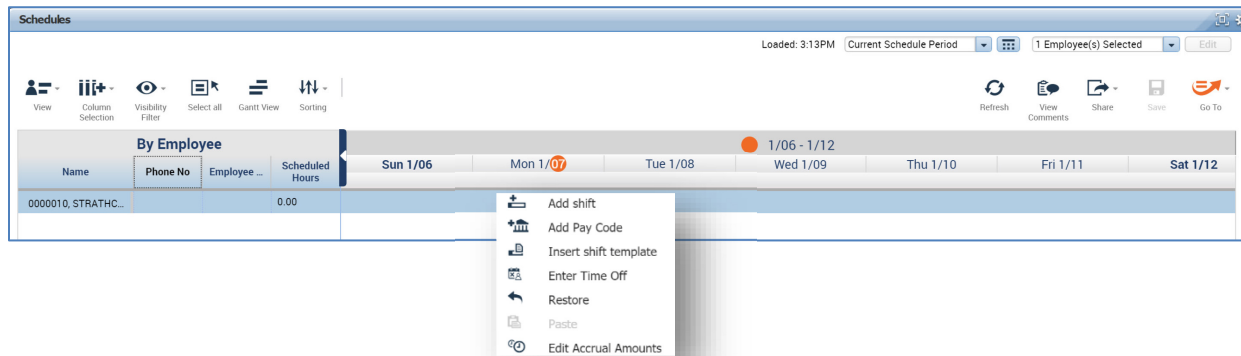 Schedules
Loaded: 3:13PM Current Schedule Period 1 Employee(s) Selected Edit
View Column Selection Visibility Filter Select all Gantt View Sorting Refresh View Comments Share Save Go To
By Employee 1/06 - 1/12
Name Phone No Employee ... Scheduled Hours Sun 1/06 Mon 1/07 Tue 1/08 Wed 1/09 Thu 1/10 Fri 1/11 Sat 1/12
0000010, STRATHC... 0.00
Add shift
Add Pay Code
Insert shift template
Enter Time Off
Restore
Paste
Edit Accrual Amounts